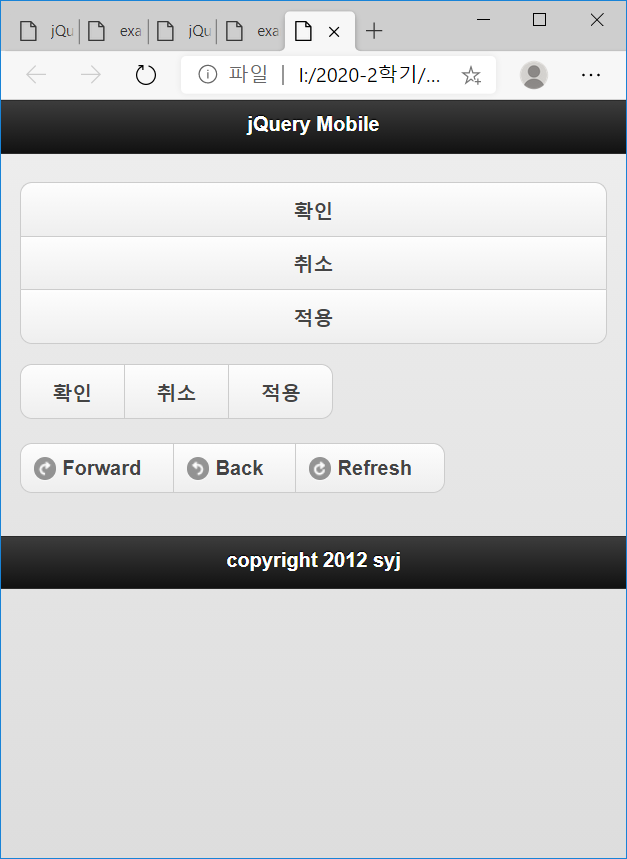 jQu exa jQu exa
파일 | I:/2020-2학기/...
jQuery Mobile
확인
취소
적용
확인 취소 적용
Forward Back Refresh
copyright 2012 syj